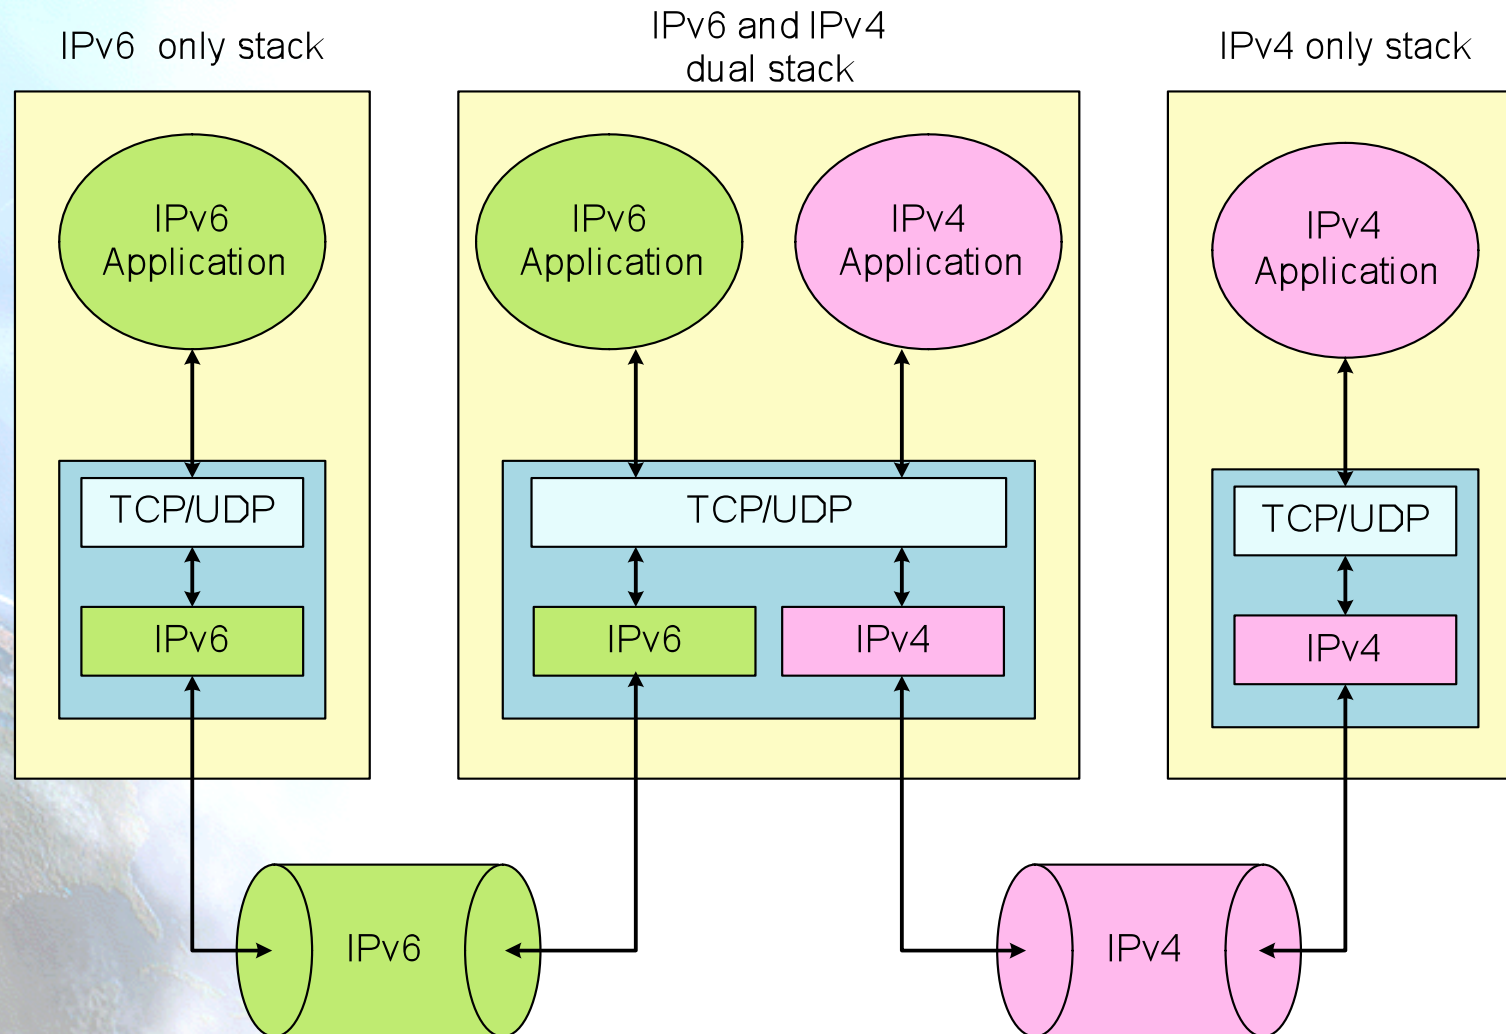 IPv6 only stack
IPv6 and IPv4
dual stack
IPv4 only stack
IPv6
Application
IPv6
Application
IPv4
Application
IPv4
Application
TCP/UDP
TCP/UDP
TCP/UDP
IPv6
IPv6
IPv4
IPv4
IPv6
IPv4